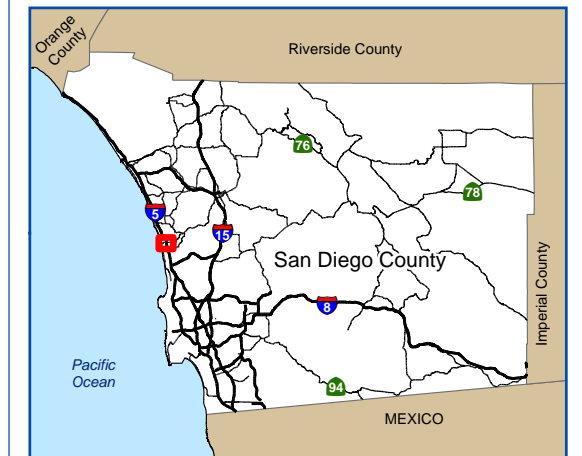 Orange
County
Riverside County
76
78
5
15
San Diego County
Imperial County
8
Pacific
Ocean
94
MEXICO